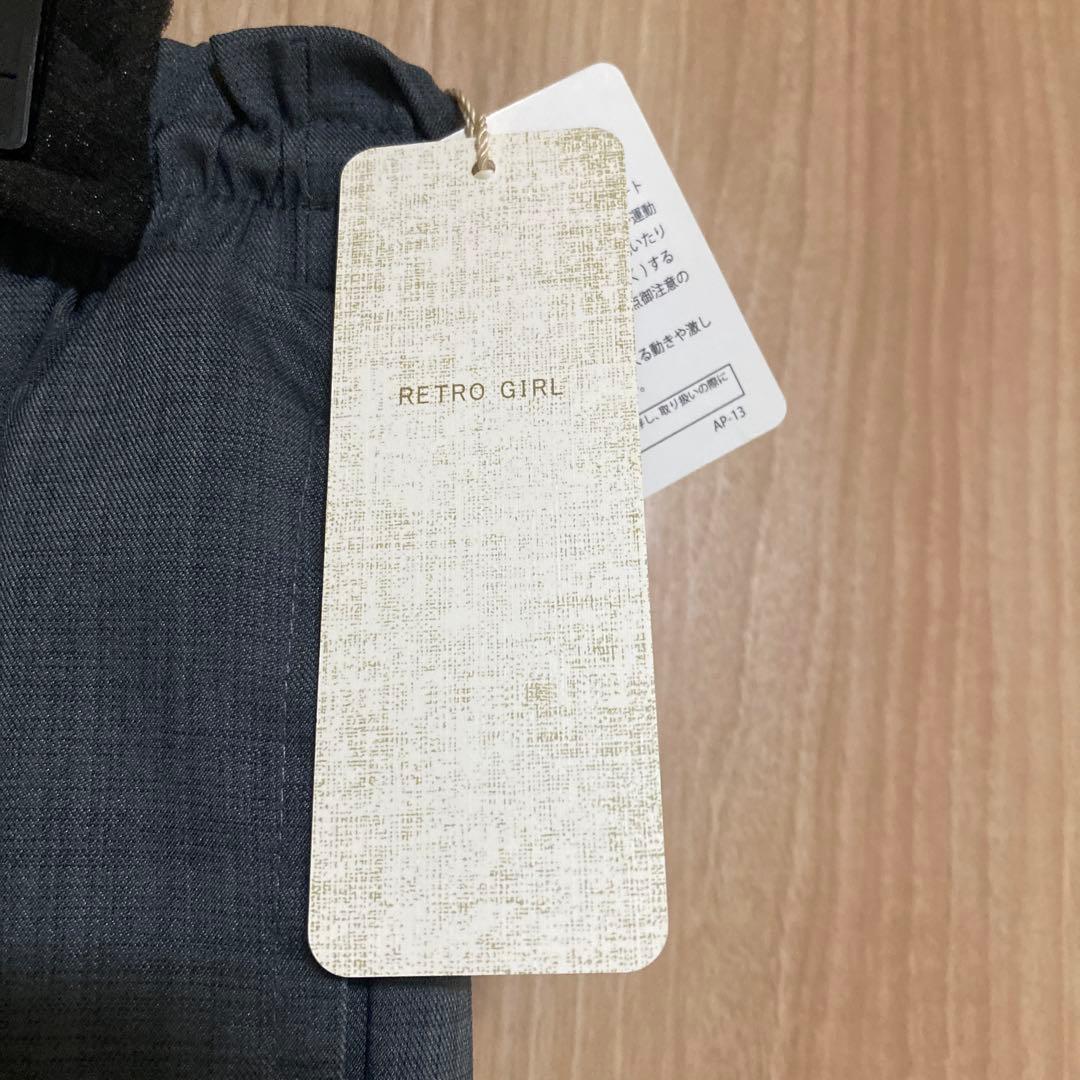 RETRO GIRL
ート
運動
いたり
く)する
点御注意の
る動きや激し
。
し、取り扱いの際に
AP-13